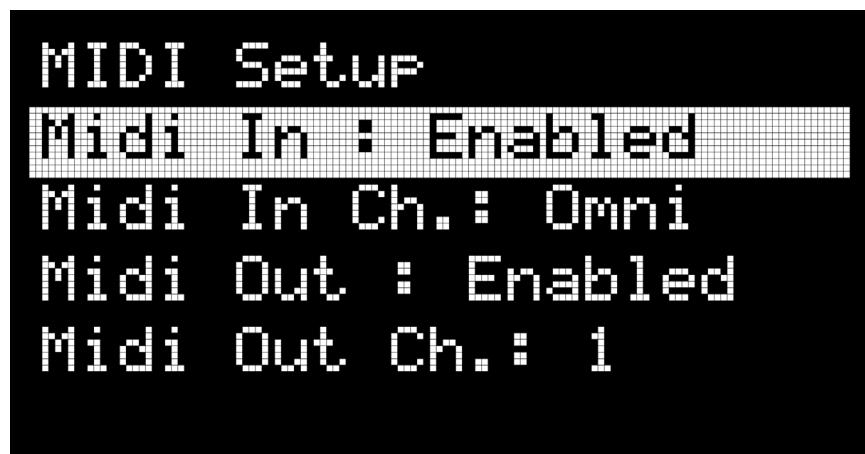 MIDI Setup
Midi In : Enabled
Midi In Ch.: Omni
Midi Out : Enabled
Midi Out Ch.: 1